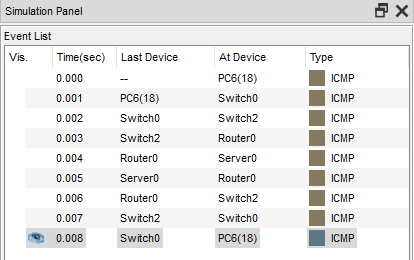 Simulation Panel
Event List
Vis. Time(sec) Last Device At Device Type
0.000 -- PC6(18) ICMP
0.001 PC6(18) Switch0 ICMP
0.002 Switch0 Switch2 ICMP
0.003 Switch2 Router0 ICMP
0.004 Router0 Server0 ICMP
0.005 Server0 Router0 ICMP
0.006 Router0 Switch2 ICMP
0.007 Switch2 Switch0 ICMP
0.008 Switch0 PC6(18) ICMP